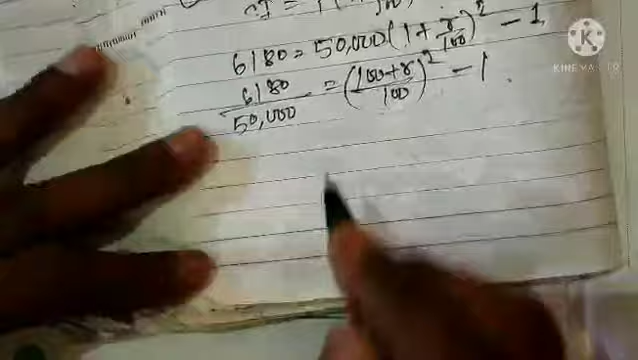 6180 = 50,000(1 + r/100)² - 1
6180/50,000 = (100+r/100)² - 1
KINEMASTER